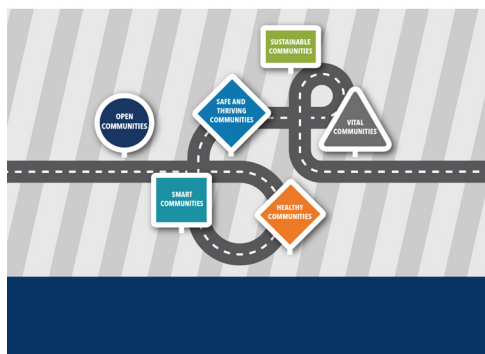 SUSTAINABLE
COMMUNITIES
SAFE AND
THRIVING
COMMUNITIES
OPEN
COMMUNITIES
VITAL
COMMUNITIES
SMART
COMMUNITIES
HEALTHY
COMMUNITIES